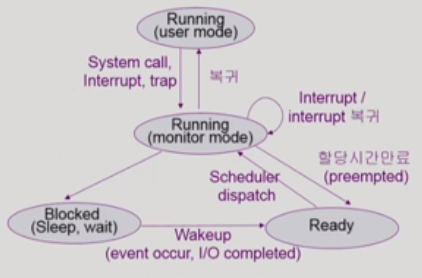 Running
(user mode)
System call,
Interrupt, trap
복귀
Interrupt /
interrupt 복귀
Running
(monitor mode)
할당시간만료
(preempted)
Scheduler
dispatch
Blocked
(Sleep, wait)
Wakeup
(event occur, I/O completed)
Ready